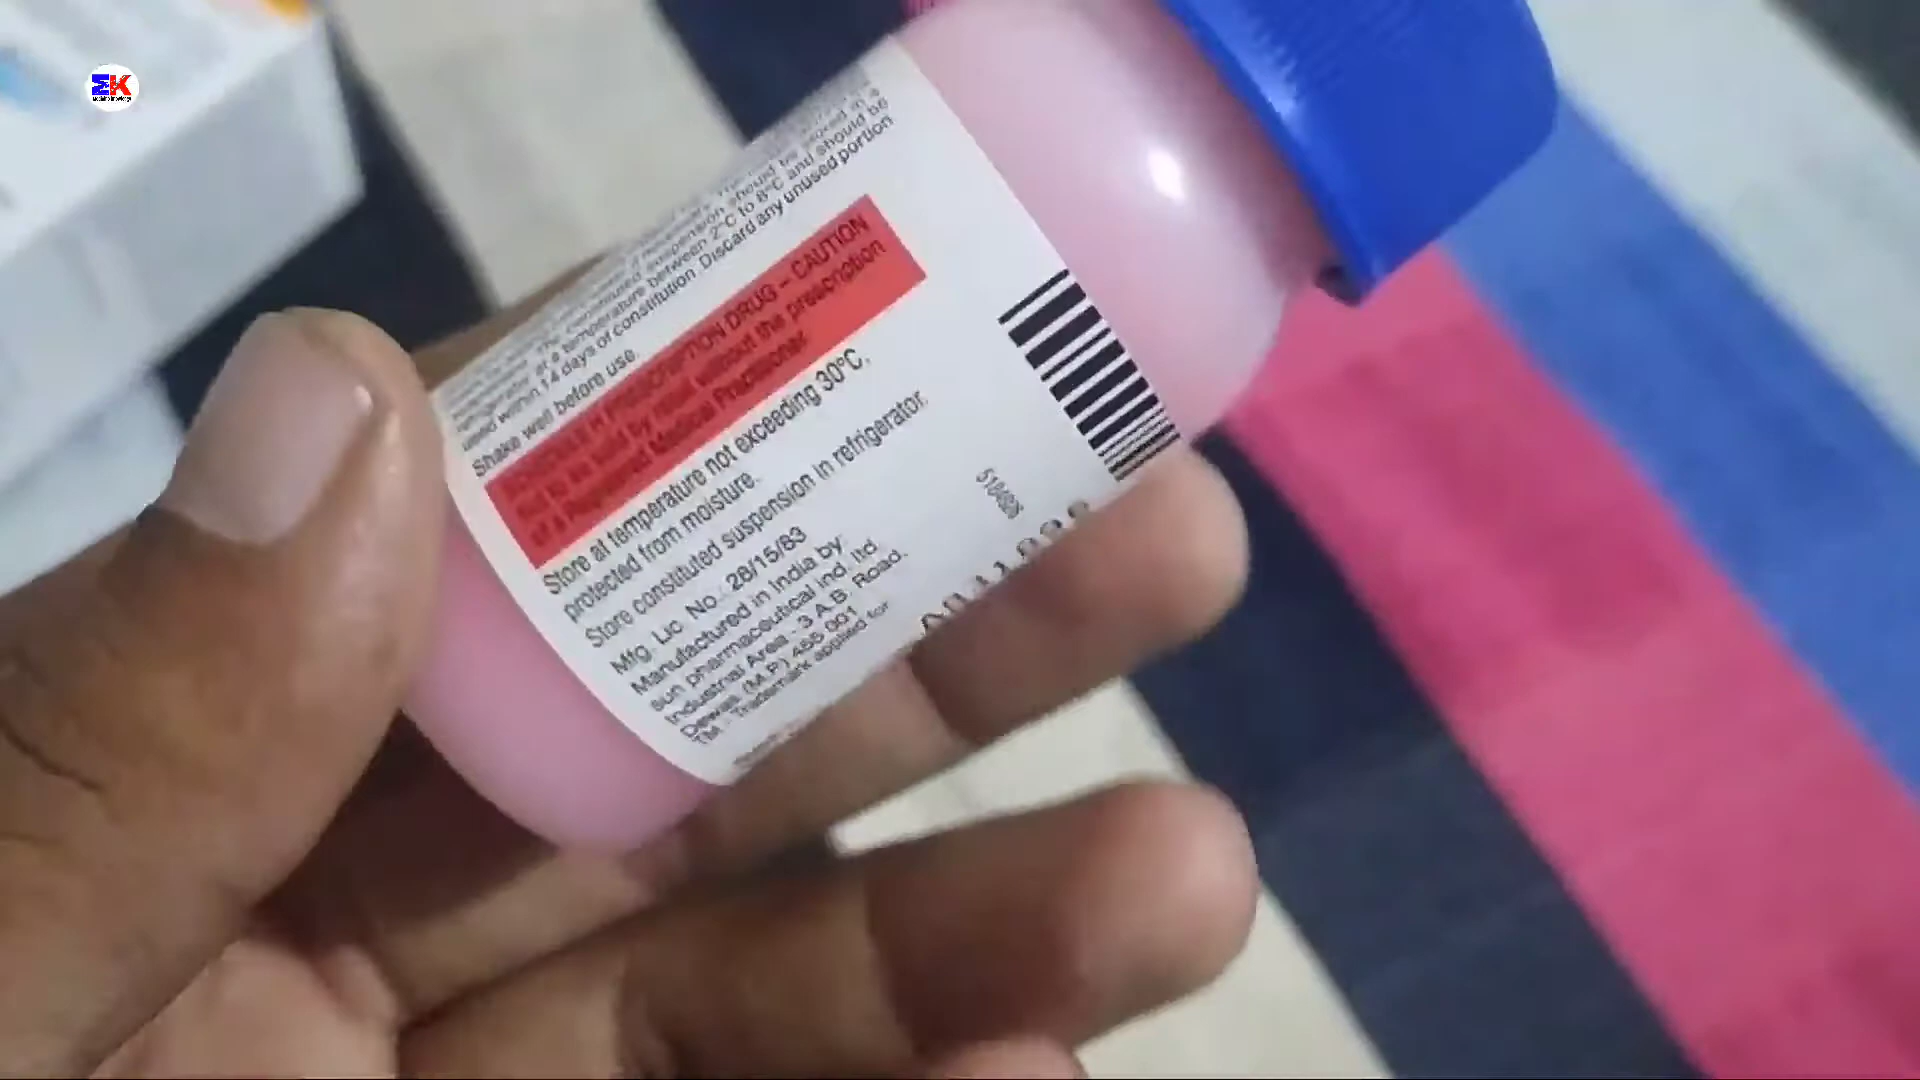 ΣK
Medicine knowledge
suspension should be stored in a
refrigerator at a temperature between 2°C to 8°C and should be
used within 14 days of constitution. Discard any unused portion
Shake well before use.
SCHEDULE H PRESCRIPTION DRUG – CAUTION
Not to be sold by retail without the prescription
of a Registered Medical Practitioner.
Store at temperature not exceeding 30°C,
protected from moisture.
Store constituted suspension in refrigerator.
Mfg. Lic. No.: 28/15/83
Manufactured in India by:
sun pharmaceutical ind. ltd.
Industrial Area - 3 A.B. Road,
Dewas (M.P.) 455 001
TM : Trademark applied for